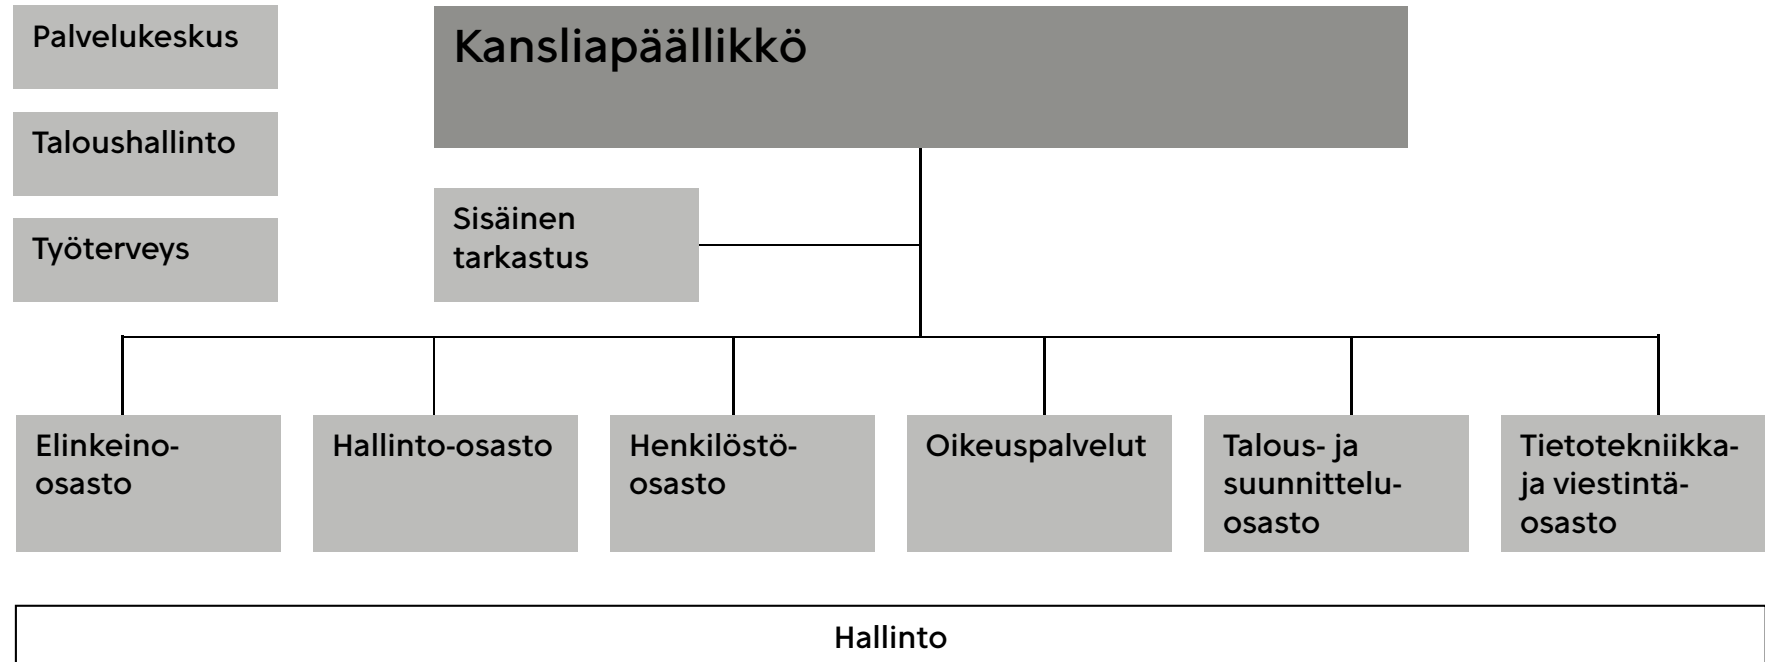 Palvelukeskus
Taloushallinto
Työterveys
Kansliapäällikkö
Sisäinen
tarkastus
Elinkeino-
osasto
Hallinto-osasto
Henkilöstö-
osasto
Oikeuspalvelut
Talous- ja
suunnittelu-
osasto
Tietotekniikka-
ja viestintä-
osasto
Hallinto